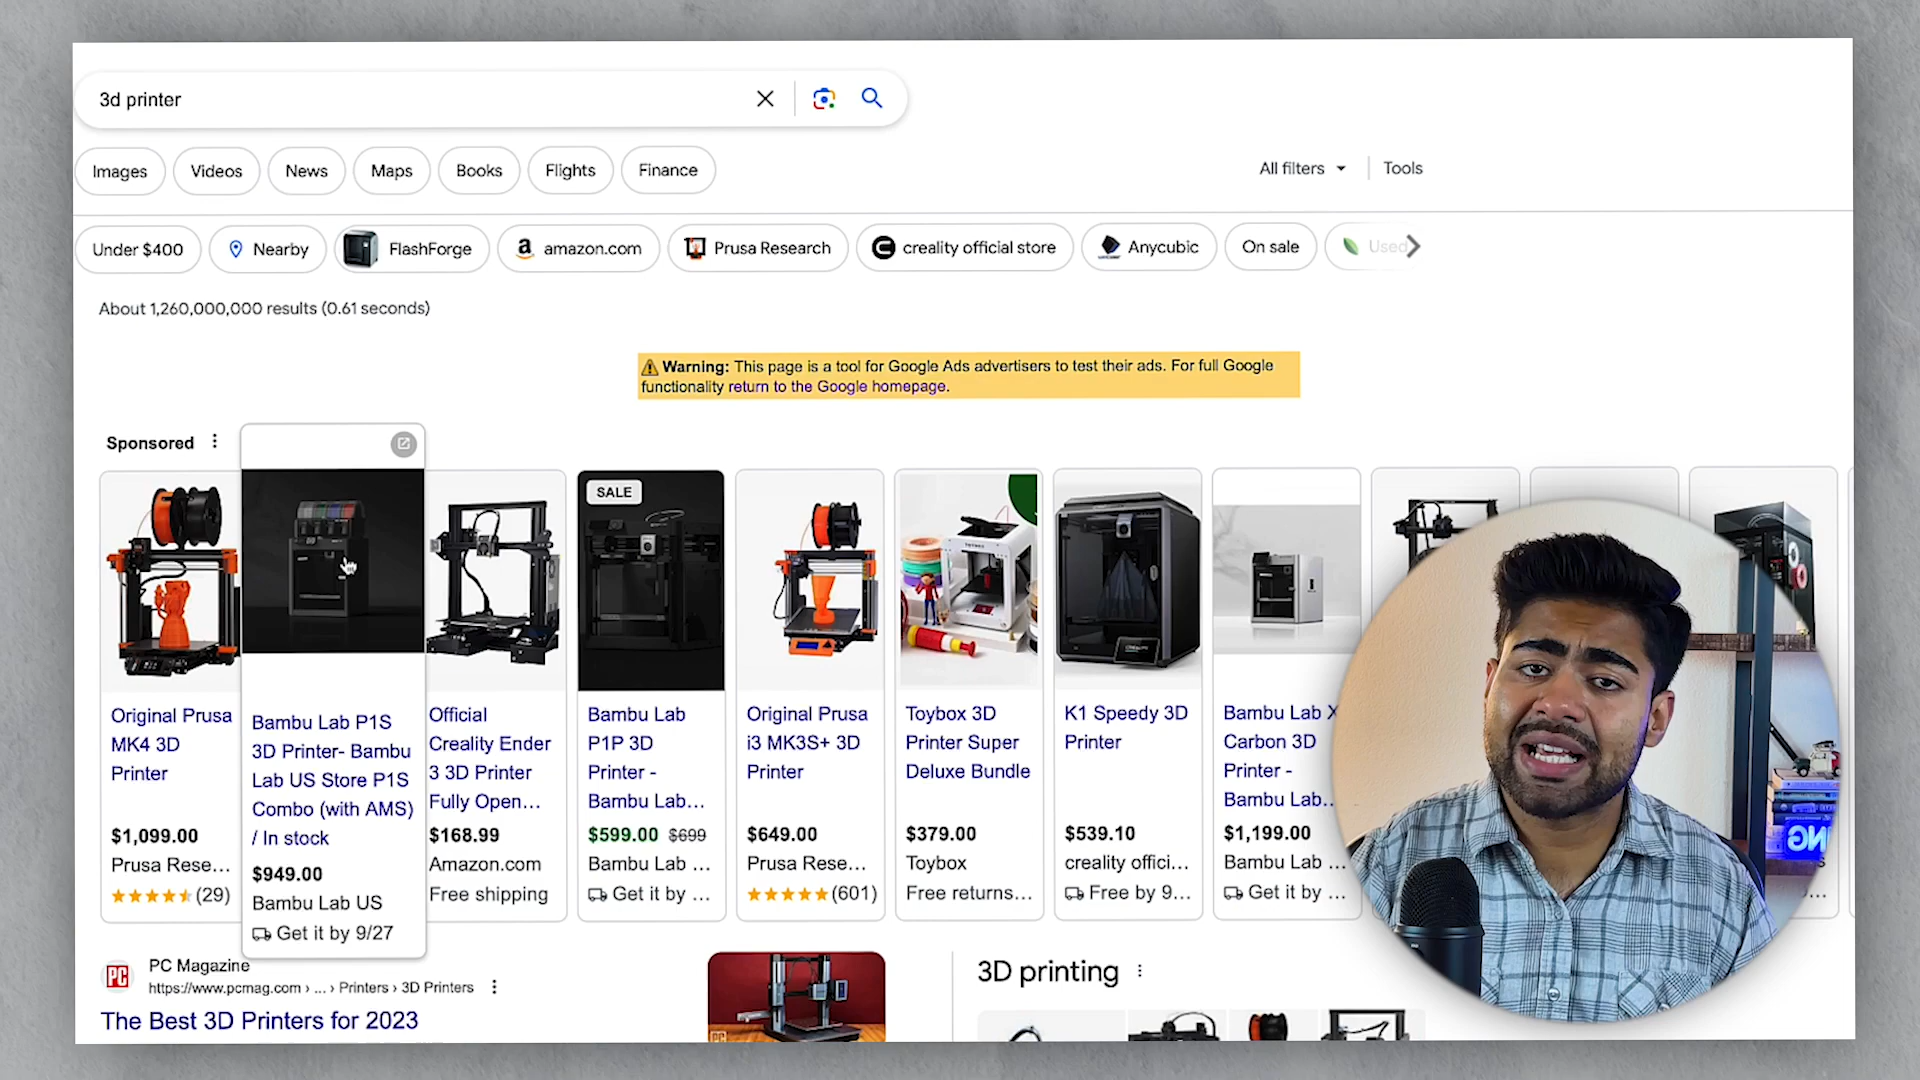 3d printer
Images
Videos
News
Maps
Books
Flights
Finance
All filters
Tools
Under $400
Nearby
FlashForge
amazon.com
Prusa Research
creality official store
Anycubic
On sale
Used
About 1,260,000,000 results (0.61 seconds)
Warning: This page is a tool for Google Ads advertisers to test their ads. For full Google
functionality return to the Google homepage.
Sponsored
Original Prusa
MK4 3D
Printer
$1,099.00
Prusa Rese...
(29)
Bambu Lab P1S
3D Printer- Bambu
Lab US Store P1S
Combo (with AMS)
/ In stock
$949.00
Bambu Lab US
Get it by 9/27
Official
Creality Ender
3 3D Printer
Fully Open...
$168.99
Amazon.com
Free shipping
SALE
Bambu Lab
P1P 3D
Printer -
Bambu Lab...
$599.00 $699
Bambu Lab ...
Get it by ...
Original Prusa
i3 MK3S+ 3D
Printer
$649.00
Prusa Rese...
(601)
Toybox 3D
Printer Super
Deluxe Bundle
$379.00
Toybox
Free returns...
K1 Speedy 3D
Printer
$539.10
creality offici...
Free by 9...
Bambu Lab X
Carbon 3D
Printer -
Bambu Lab...
$1,199.00
Bambu Lab ...
Get it by ...
PC
PC Magazine
https://www.pcmag.com › ... › Printers › 3D Printers
The Best 3D Printers for 2023
PC
3D printing